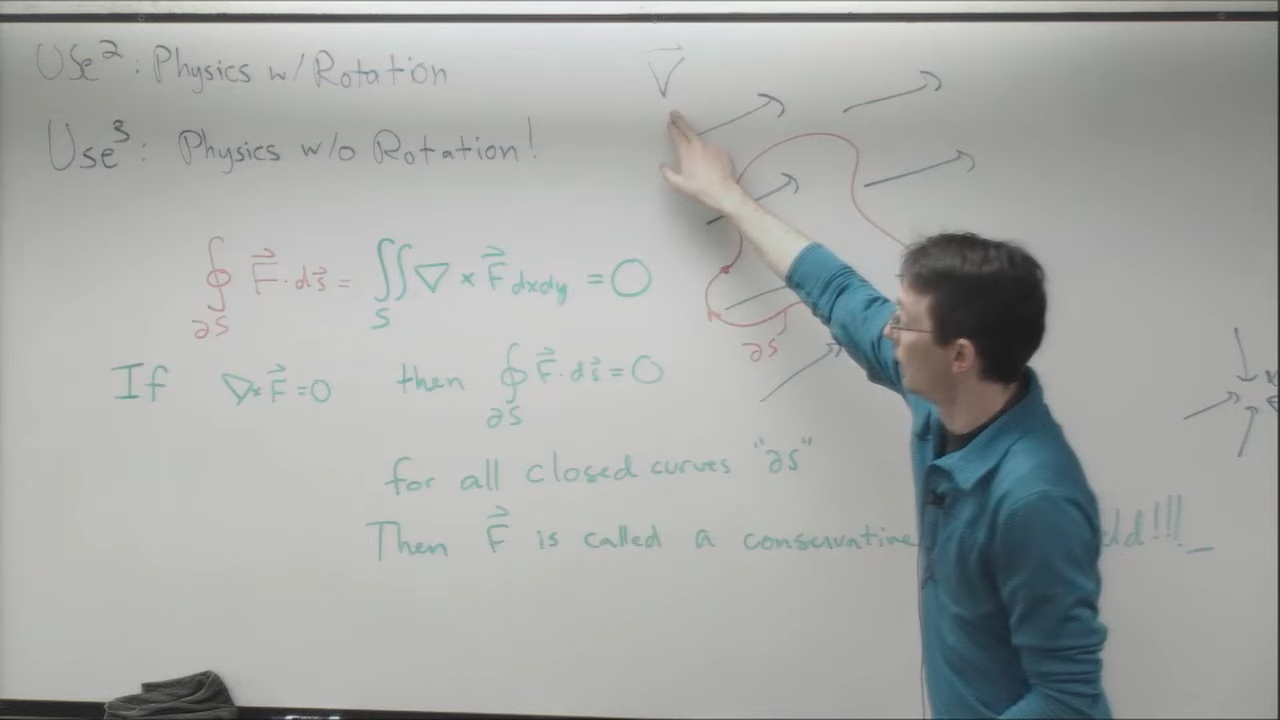 Use²: Physics w/ Rotation
Use³: Physics w/o Rotation!
V⃗
∮∂S F⃗·ds⃗ = ∬S ∇×F⃗ dxdy = 0
∂S
If ∇×F⃗=0 then ∮∂S F⃗·ds⃗=0
for all closed curves "∂S"
Then F⃗ is called a conservative eld!!!